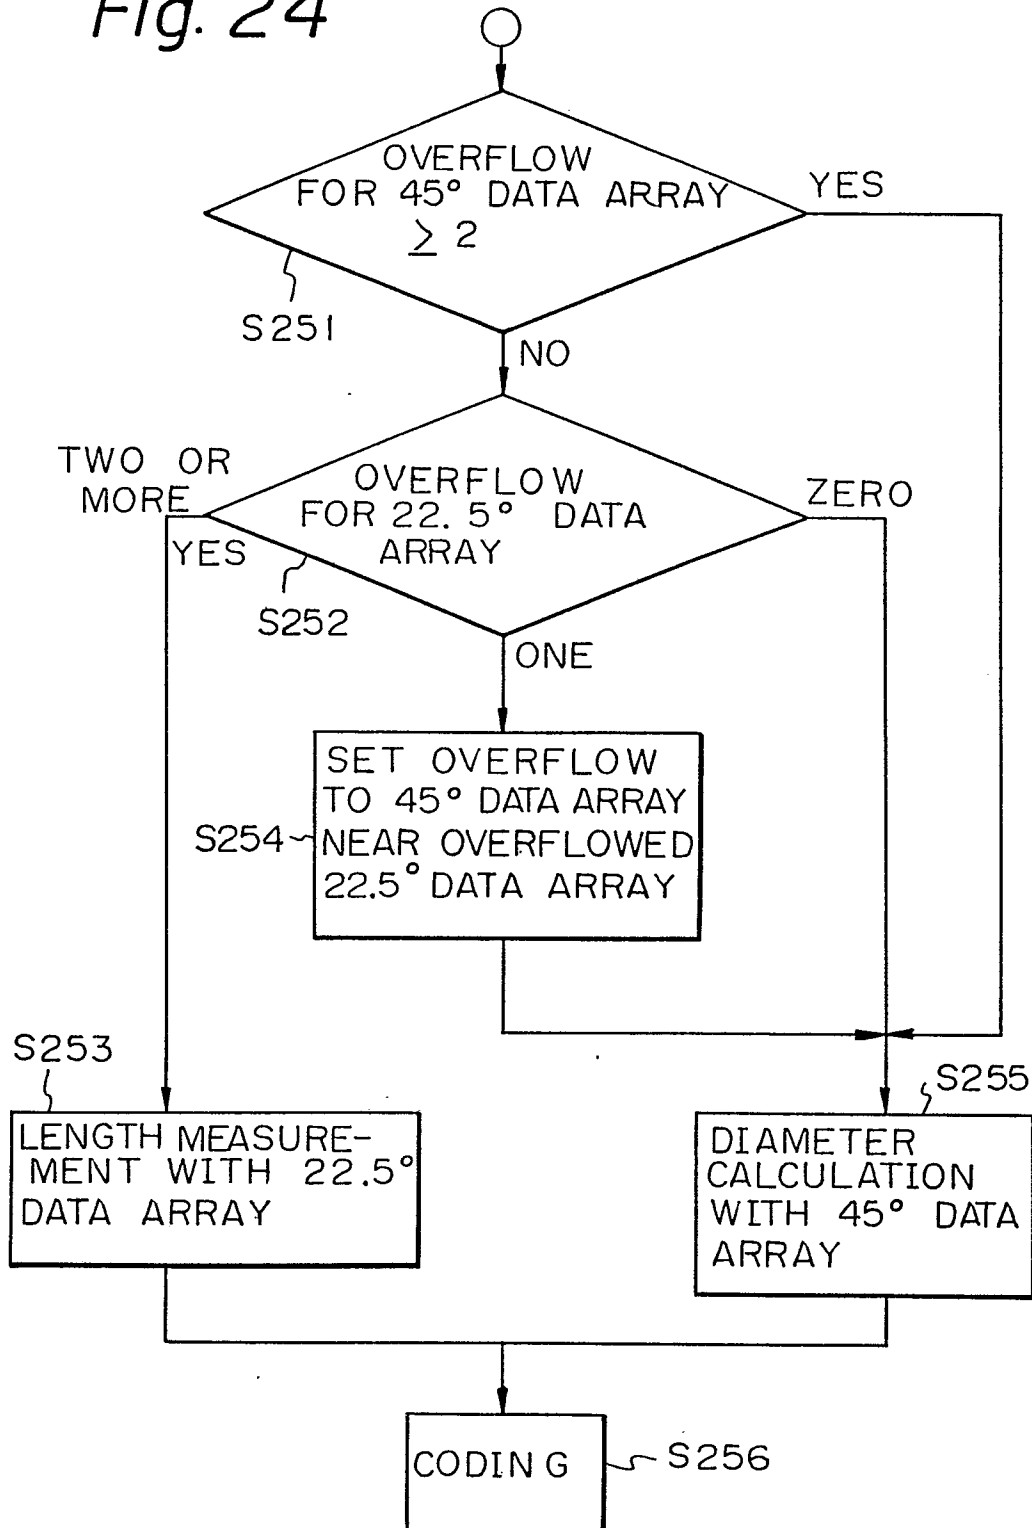 Fig. 24
OVERFLOW
FOR 45° DATA ARRAY
≥ 2
YES
S251
NO
TWO OR
MORE
YES
OVERFLOW
FOR 22.5° DATA
ARRAY
ZERO
S252
ONE
SET OVERFLOW
TO 45° DATA ARRAY
NEAR OVERFLOWED
22.5° DATA ARRAY
S254
S253
LENGTH MEASURE-
MENT WITH 22.5°
DATA ARRAY
S255
DIAMETER
CALCULATION
WITH 45° DATA
ARRAY
CODING
S256